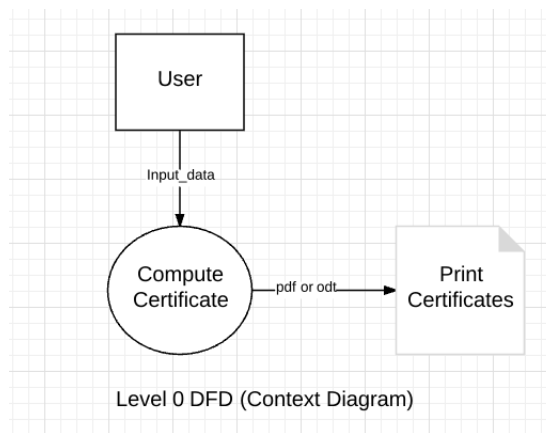 User
Input_data
Compute
Certificate
pdf or odt
Print
Certificates
Level 0 DFD (Context Diagram)